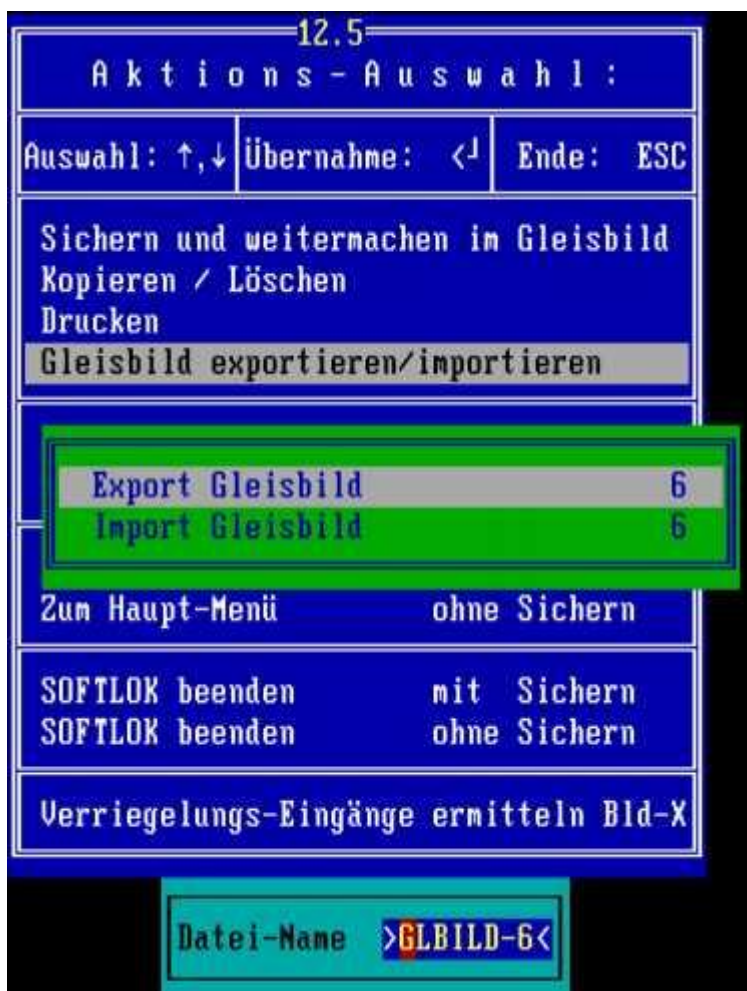 12.5
Aktions-Auswahl:
Auswahl: ↑,↓ Übernahme: <┘ Ende: ESC
Sichern und weitermachen im Gleisbild
Kopieren / Löschen
Drucken
Gleisbild exportieren/importieren
Export Gleisbild 6
Import Gleisbild 6
Zum Haupt-Menü ohne Sichern
SOFTLOK beenden mit Sichern
SOFTLOK beenden ohne Sichern
Verriegelungs-Eingänge ermitteln Bld-X
Datei-Name >GLBILD-6<